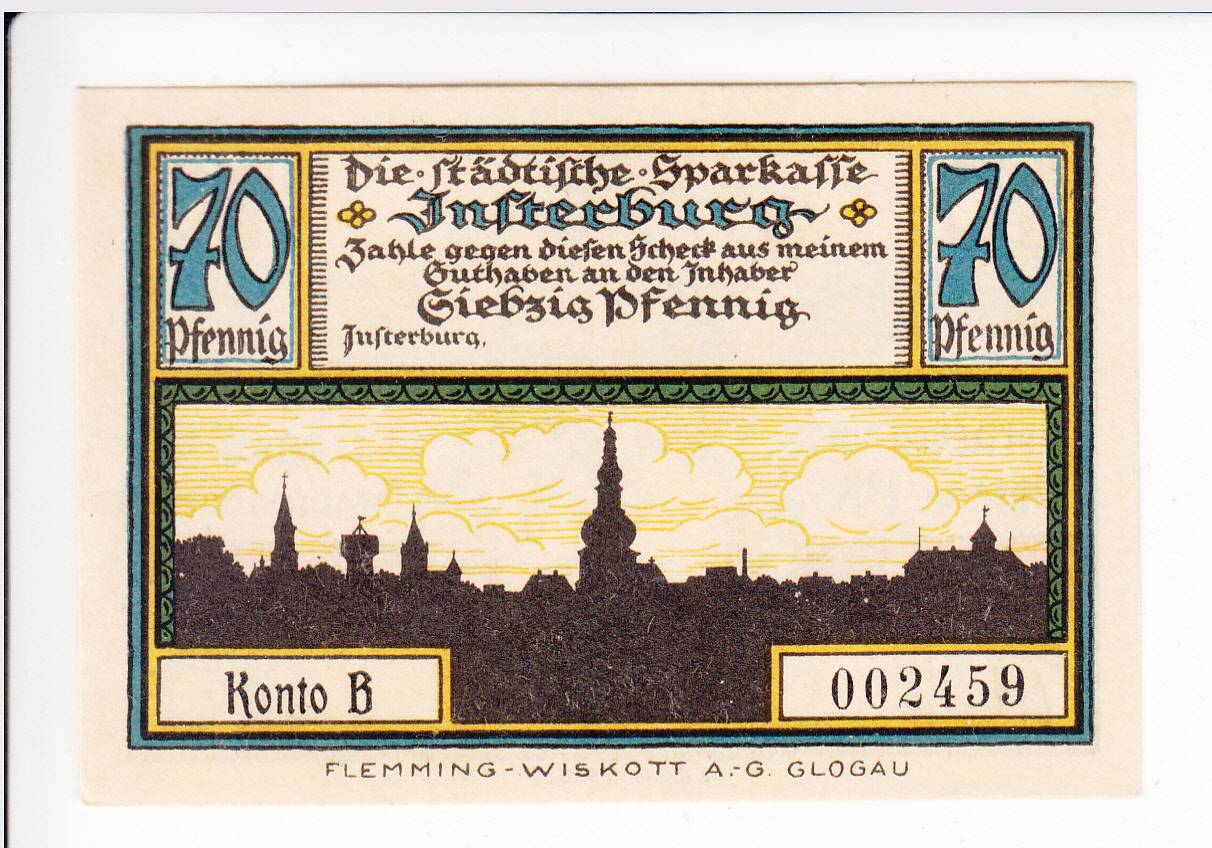 70
Pfennig
Die · städtische · Sparkasse
Insterburg
Zahle gegen diesen Scheck aus meinem
Guthaben an den Inhaber
Siebzig Pfennig
Insterburg,
70
Pfennig
Konto B
002459
FLEMMING-WISKOTT A.-G. GLOGAU